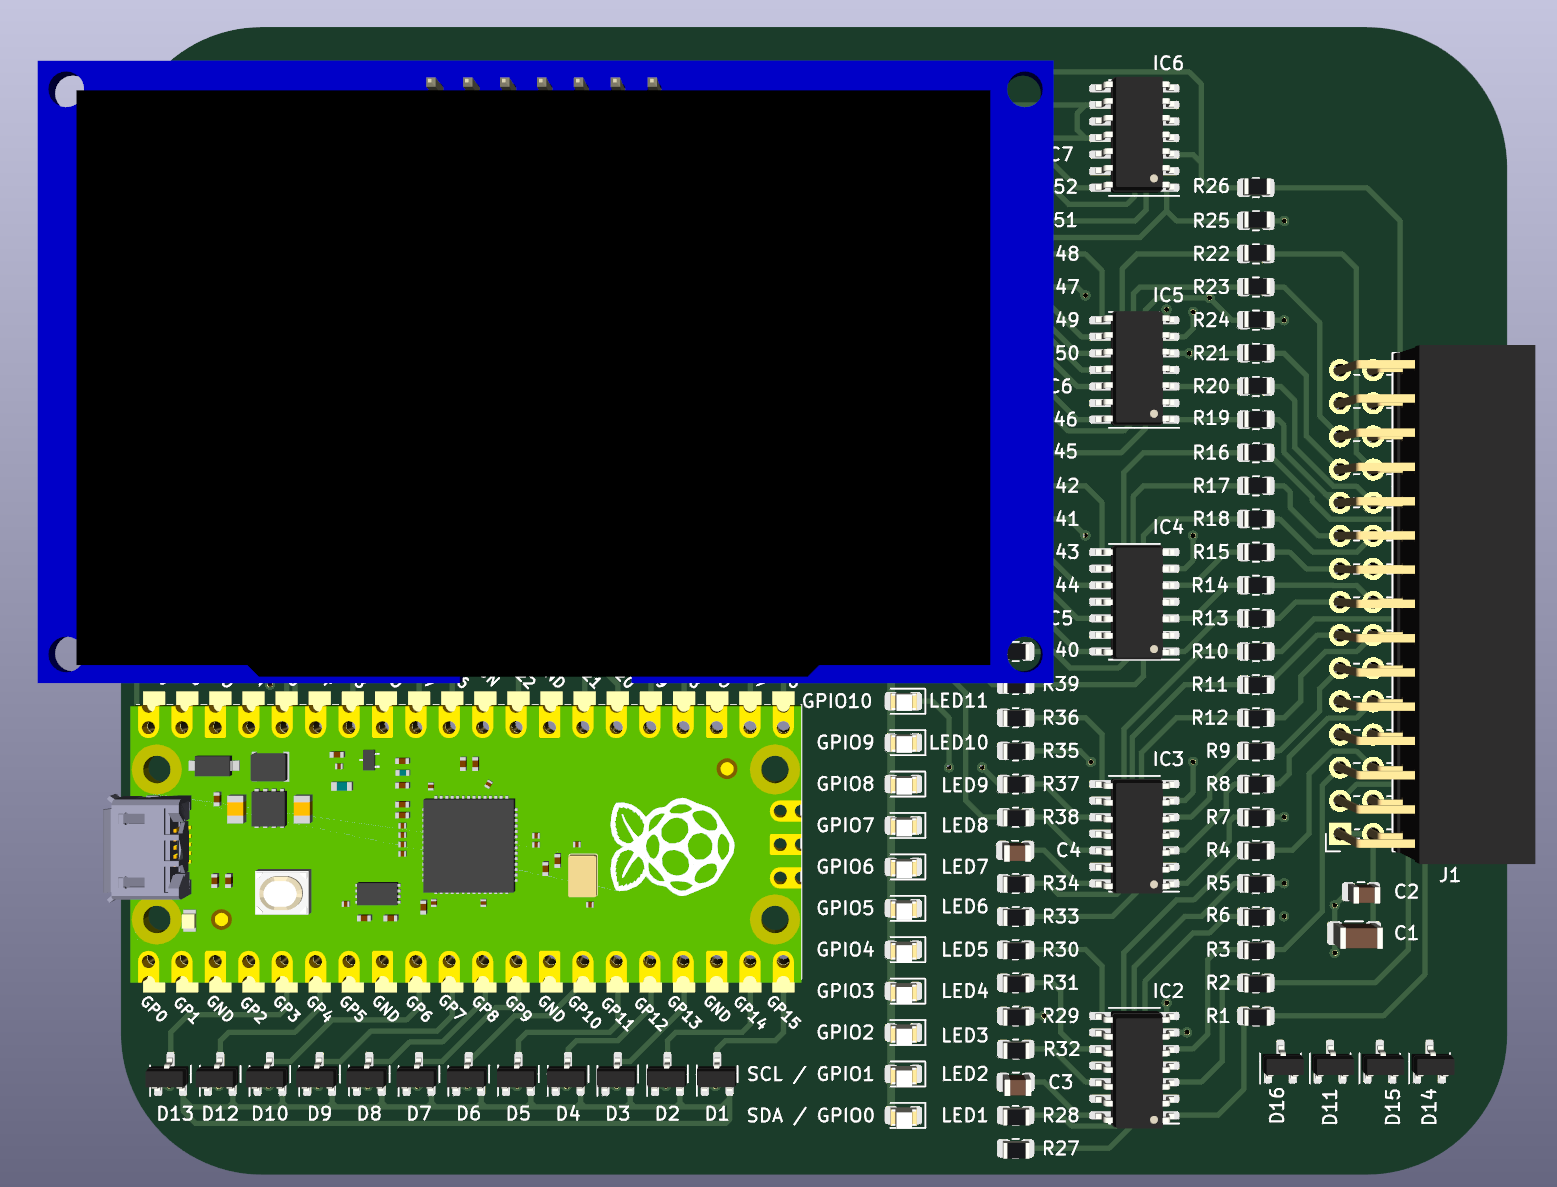 IC6
C7
52
R26
51
R25
48
R22
47
IC5
R23
49
R24
50
R21
C6
R20
46
R19
45
R16
42
R17
41
IC4
R18
43
R15
44
R14
C5
R13
40
R10
R39
R11
GPIO10
LED11
R36
R12
GPIO9
LED10
R35
IC3
R9
GPIO8
LED9
R37
R8
GPIO7
LED8
R38
R7
GPIO6
LED7
C4
R4
J1
R34
R5
C2
GPIO5
LED6
R33
R6
C1
GPIO4
LED5
R30
R3
GPIO3
LED4
R31
IC2
R2
GP0
GP1
GND
GP2
GP3
GP4
GP5
GND
GP6
GP7
GP8
GP9
GND
GP10
GP11
GP12
GP13
GND
GP14
GP15
R29
R1
GPIO2
LED3
R32
SCL / GPIO1
LED2
C3
D13 D12 D10 D9 D8 D7 D6 D5 D4 D3 D2 D1
SDA / GPIO0
LED1
R28
D16
D11
D15
D14
R27